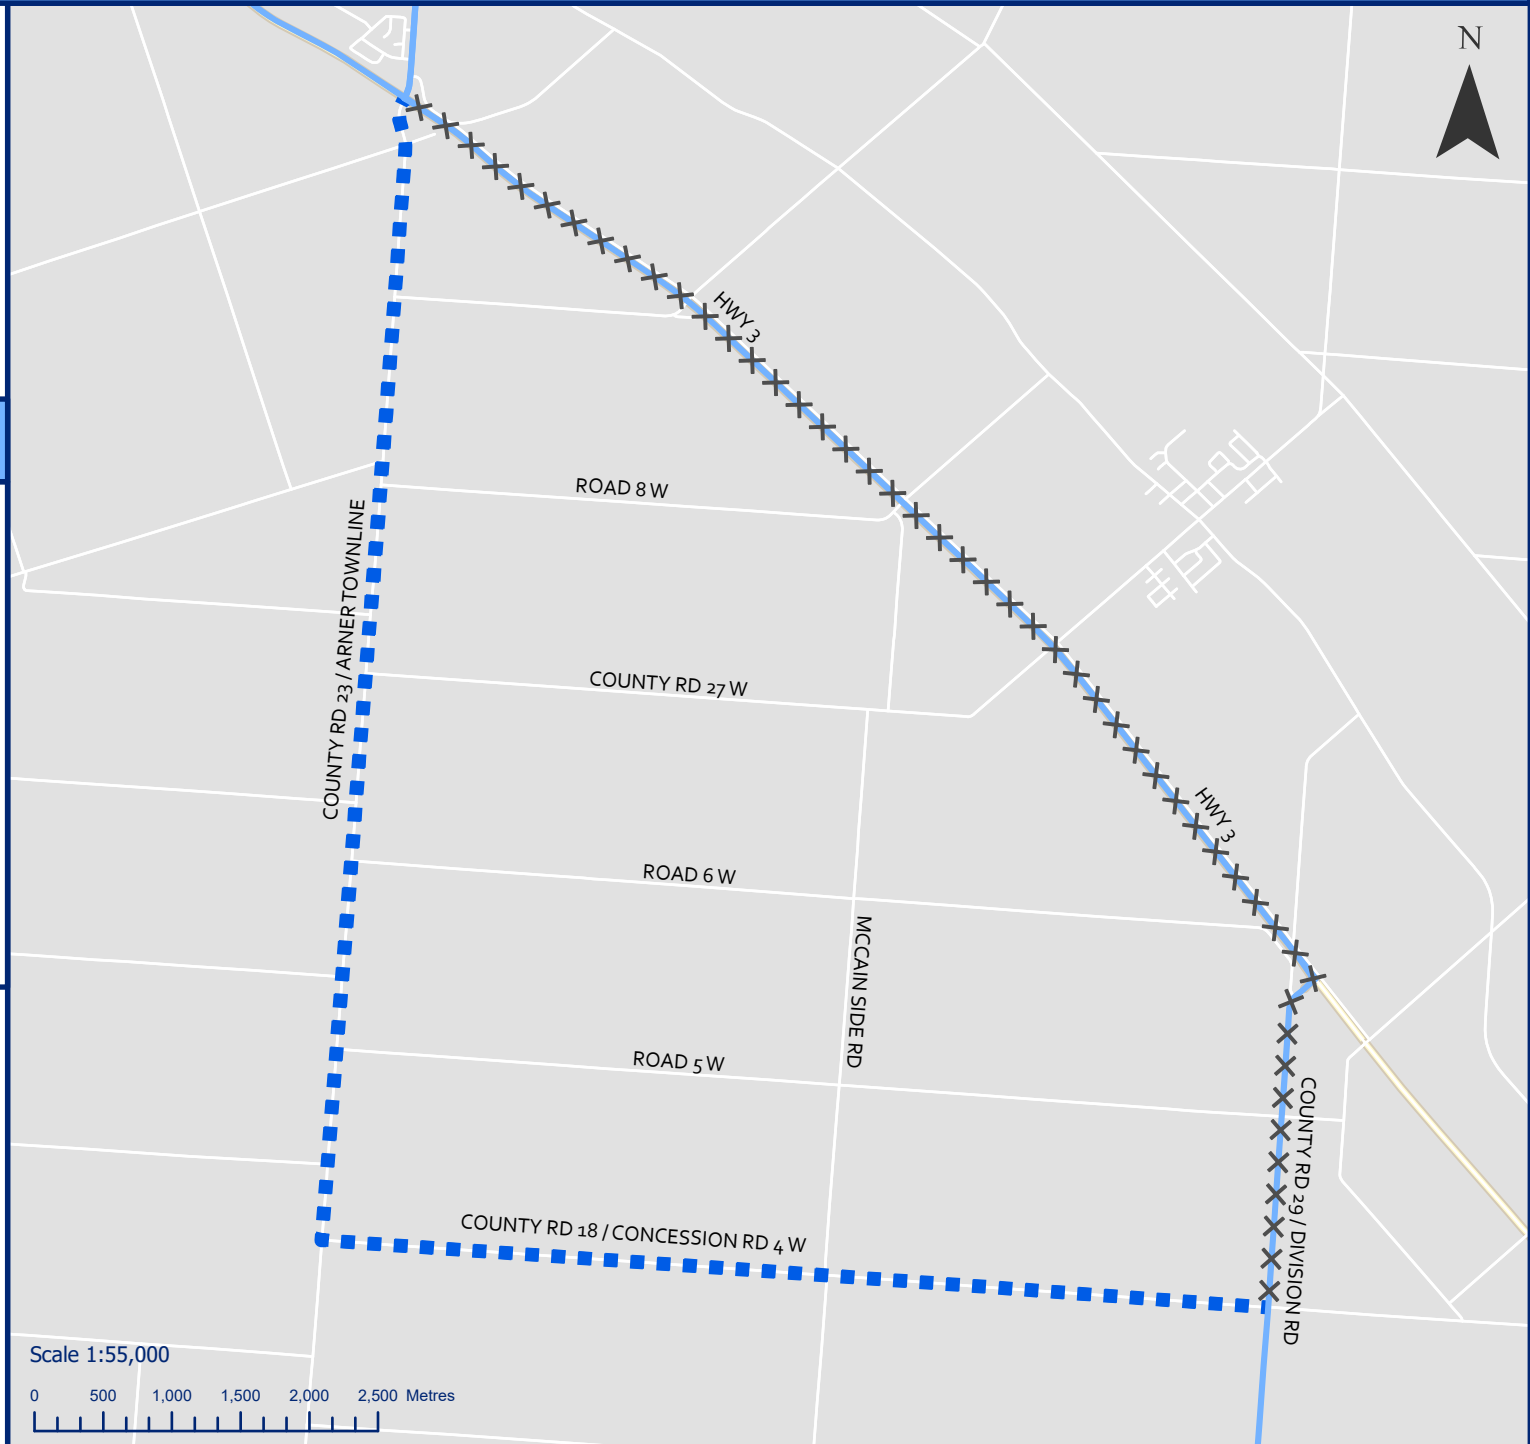 N
HWY 3
ROAD 8 W
COUNTY RD 23 / ARNER TOWNLINE
COUNTY RD 27 W
HWY 3
ROAD 6 W
MCCAIN SIDE RD
ROAD 5 W
COUNTY RD 29 / DIVISION RD
COUNTY RD 18 / CONCESSION RD 4 W
Scale 1:55,000
0 500 1,000 1,500 2,000 2,500 Metres